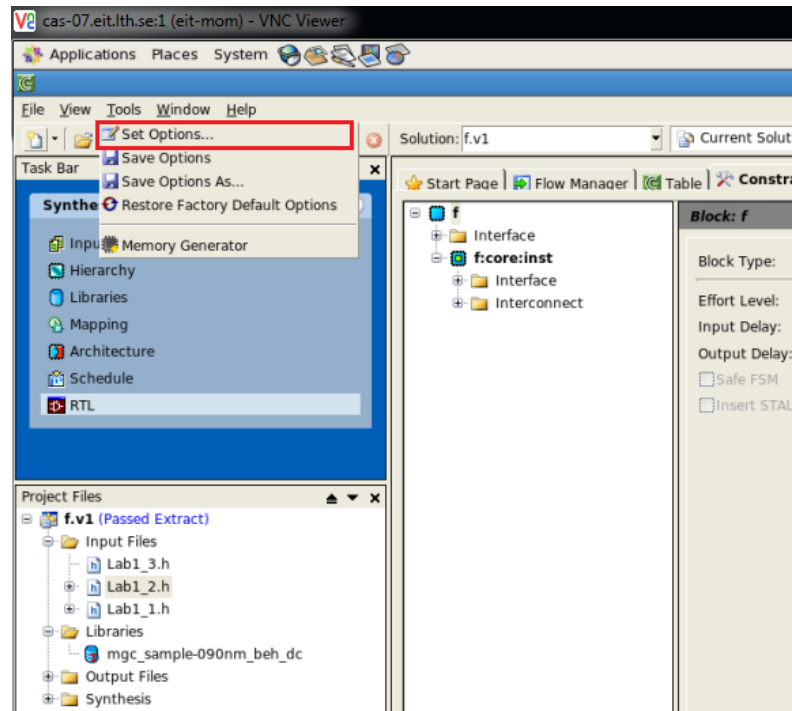 cas-07.eit.lth.se:1 (eit-mom) - VNC Viewer
Applications Places System
File View Tools Window Help
Set Options...
Save Options
Save Options As...
Restore Factory Default Options
Memory Generator
Solution: f.v1
Current Solut
Task Bar
Start Page Flow Manager Table Constra
Synthe
Inpu
Hierarchy
Libraries
Mapping
Architecture
Schedule
RTL
f
Interface
f:core:inst
Interface
Interconnect
Block: f
Block Type:
Effort Level:
Input Delay:
Output Delay:
Safe FSM
Insert STAL
Project Files
f.v1 (Passed Extract)
Input Files
Lab1_3.h
Lab1_2.h
Lab1_1.h
Libraries
mgc_sample-090nm_beh_dc
Output Files
Synthesis